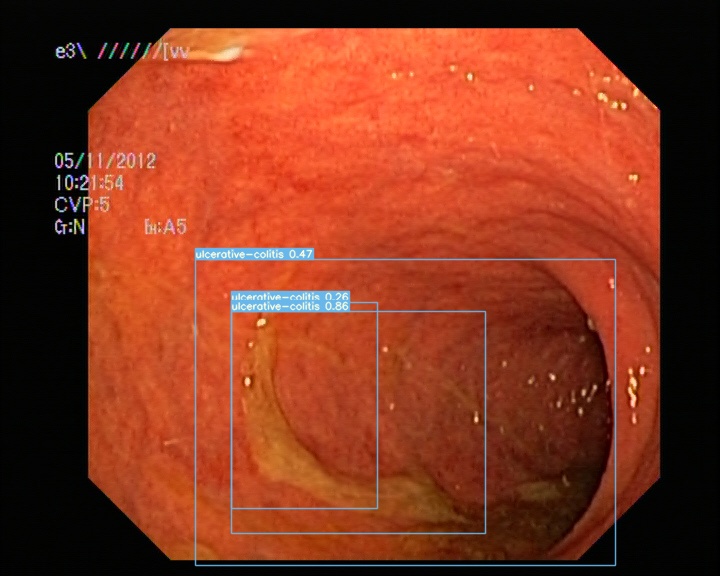 e3\ //////[vv
05/11/2012
10:21:54
CVP:5
G:N EH:A5
ulcerative-colitis 0.47
ulcerative-colitis 0.26
ulcerative-colitis 0.86